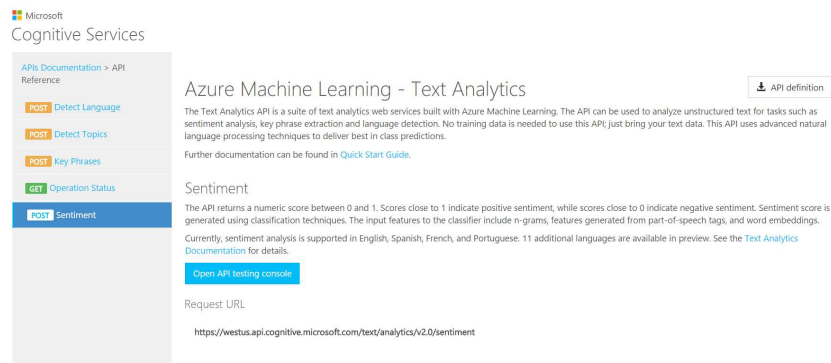 Microsoft
Cognitive Services
APIs Documentation > API
Reference
POST Detect Language
POST Detect Topics
POST Key Phrases
GET Operation Status
POST Sentiment
Azure Machine Learning - Text Analytics
API definition
The Text Analytics API is a suite of text analytics web services built with Azure Machine Learning. The API can be used to analyze unstructured text for tasks such as
sentiment analysis, key phrase extraction and language detection. No training data is needed to use this API; just bring your text data. This API uses advanced natural
language processing techniques to deliver best in class predictions.
Further documentation can be found in Quick Start Guide.
Sentiment
The API returns a numeric score between 0 and 1. Scores close to 1 indicate positive sentiment, while scores close to 0 indicate negative sentiment. Sentiment score is
generated using classification techniques. The input features to the classifier include n-grams, features generated from part-of-speech tags, and word embeddings.
Currently, sentiment analysis is supported in English, Spanish, French, and Portuguese. 11 additional languages are available in preview. See the Text Analytics
Documentation for details.
Open API testing console
Request URL
https://westus.api.cognitive.microsoft.com/text/analytics/v2.0/sentiment